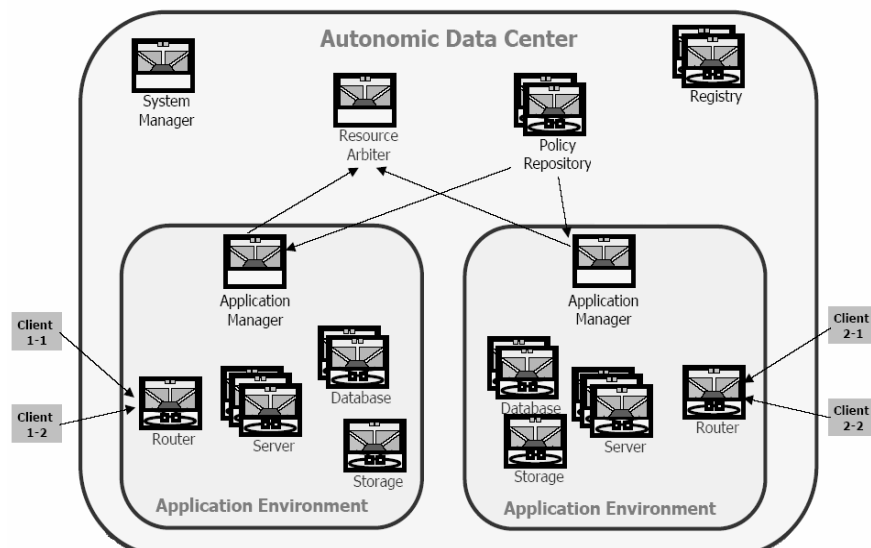 Autonomic Data Center
System
Manager
Resource
Arbiter
Policy
Repository
Registry
Application
Manager
Application
Manager
Client
1-1
Client
1-2
Router
Server
Database
Storage
Application Environment
Database
Storage
Server
Router
Application Environment
Client
2-1
Client
2-2